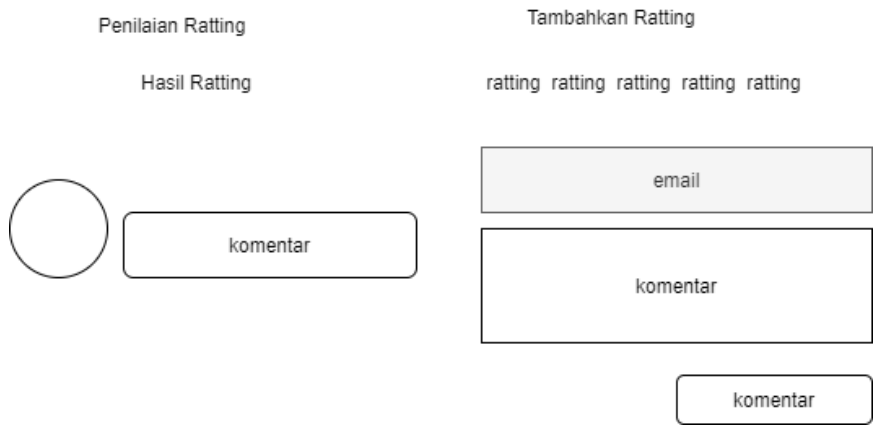 Penilaian Ratting
Hasil Ratting
komentar
Tambahkan Ratting
ratting ratting ratting ratting ratting
email
komentar
komentar